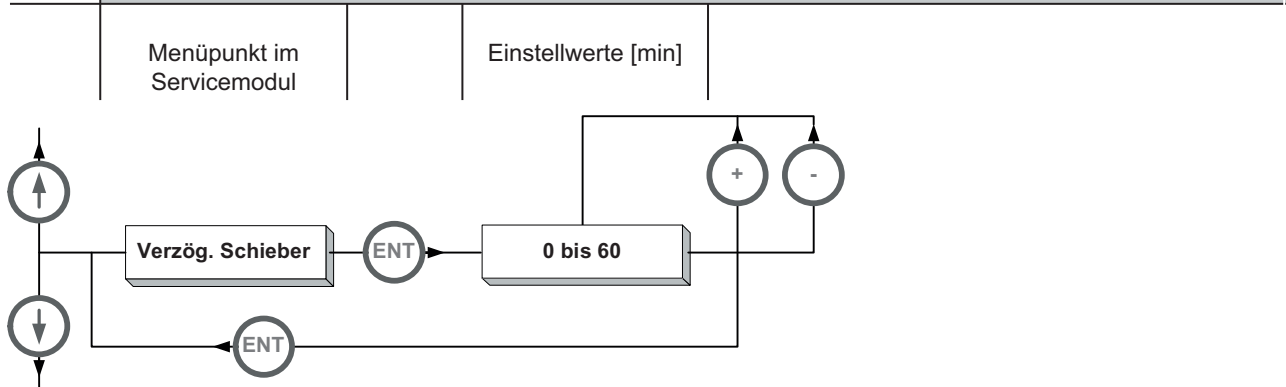 Menüpunkt im
Servicemodul
Einstellwerte [min]
+
-
Verzög. Schieber
ENT
0 bis 60
ENT